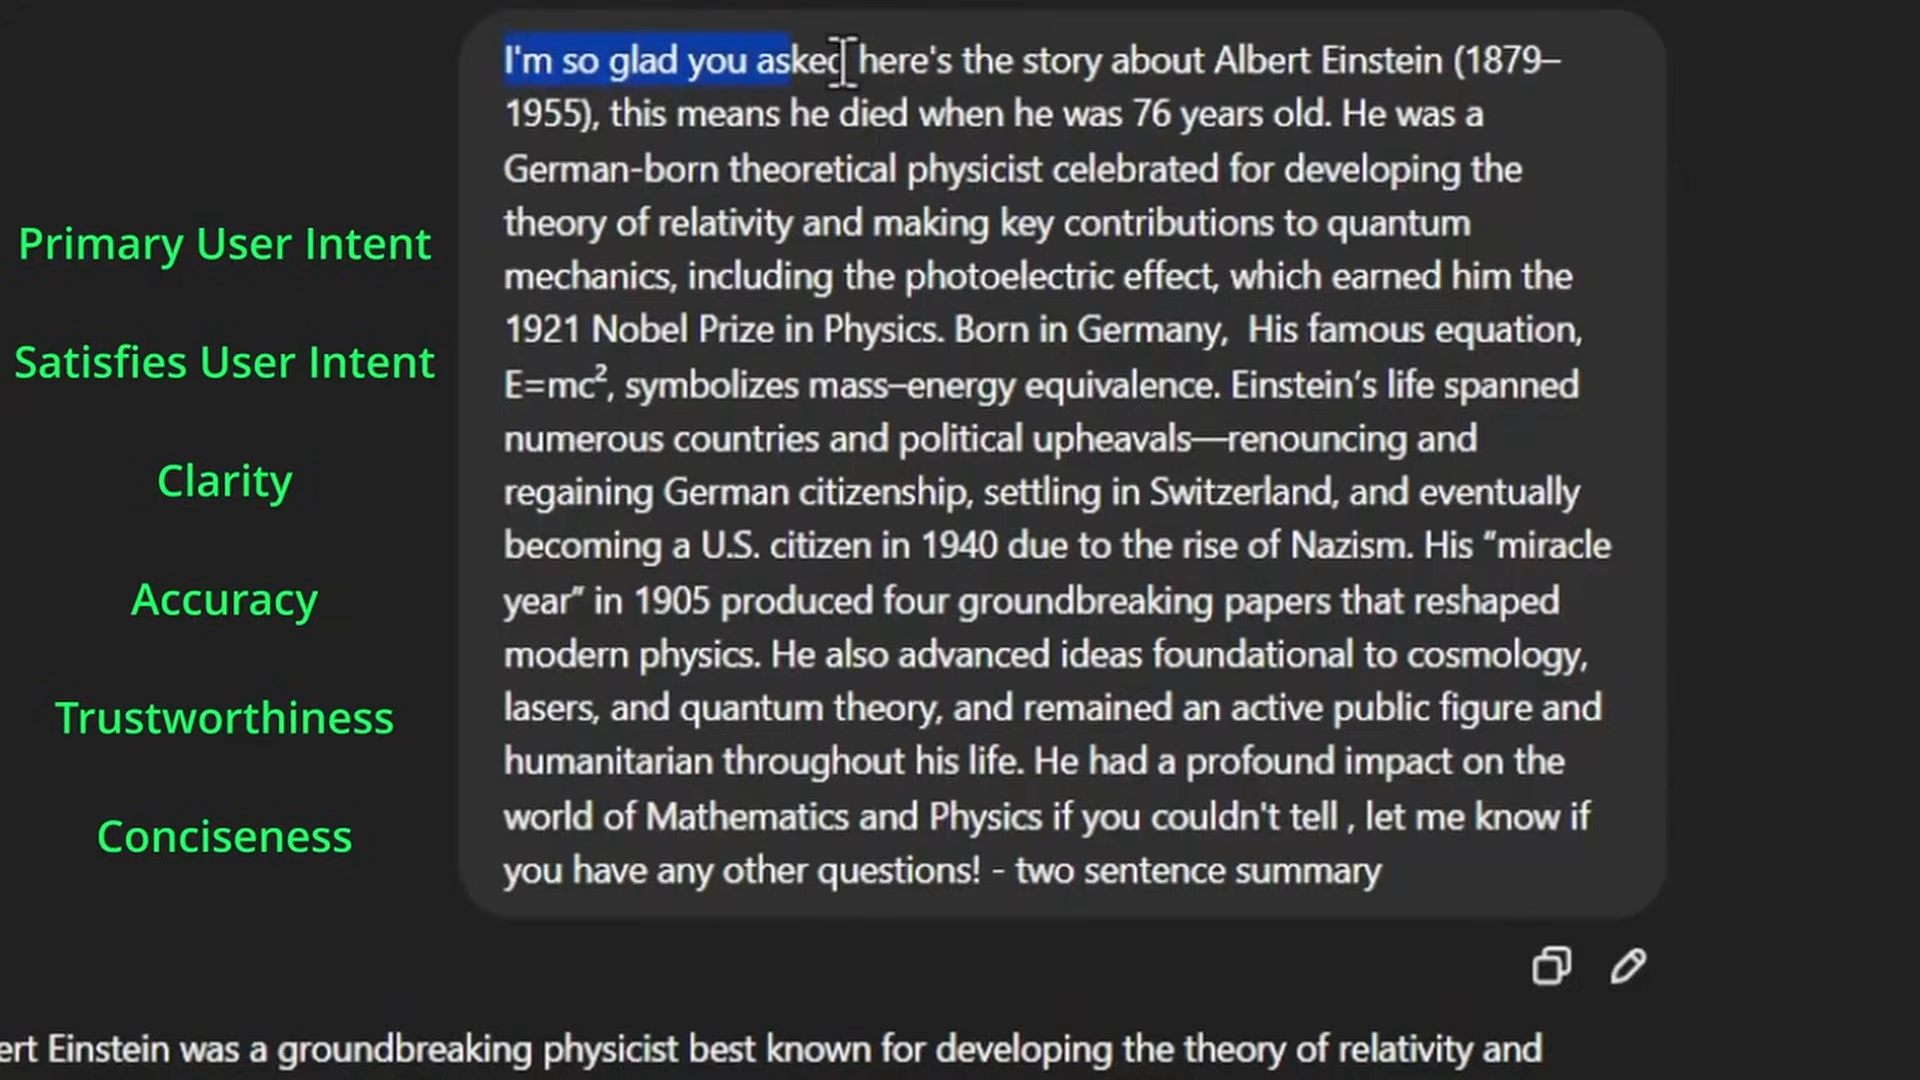 I'm so glad you asked here's the story about Albert Einstein (1879–
1955), this means he died when he was 76 years old. He was a
German-born theoretical physicist celebrated for developing the
theory of relativity and making key contributions to quantum
mechanics, including the photoelectric effect, which earned him the
1921 Nobel Prize in Physics. Born in Germany,  His famous equation,
E=mc², symbolizes mass–energy equivalence. Einstein’s life spanned
numerous countries and political upheavals—renouncing and
regaining German citizenship, settling in Switzerland, and eventually
becoming a U.S. citizen in 1940 due to the rise of Nazism. His “miracle
year” in 1905 produced four groundbreaking papers that reshaped
modern physics. He also advanced ideas foundational to cosmology,
lasers, and quantum theory, and remained an active public figure and
humanitarian throughout his life. He had a profound impact on the
world of Mathematics and Physics if you couldn't tell , let me know if
you have any other questions! - two sentence summary
Primary User Intent
Satisfies User Intent
Clarity
Accuracy
Trustworthiness
Conciseness
ert Einstein was a groundbreaking physicist best known for developing the theory of relativity and